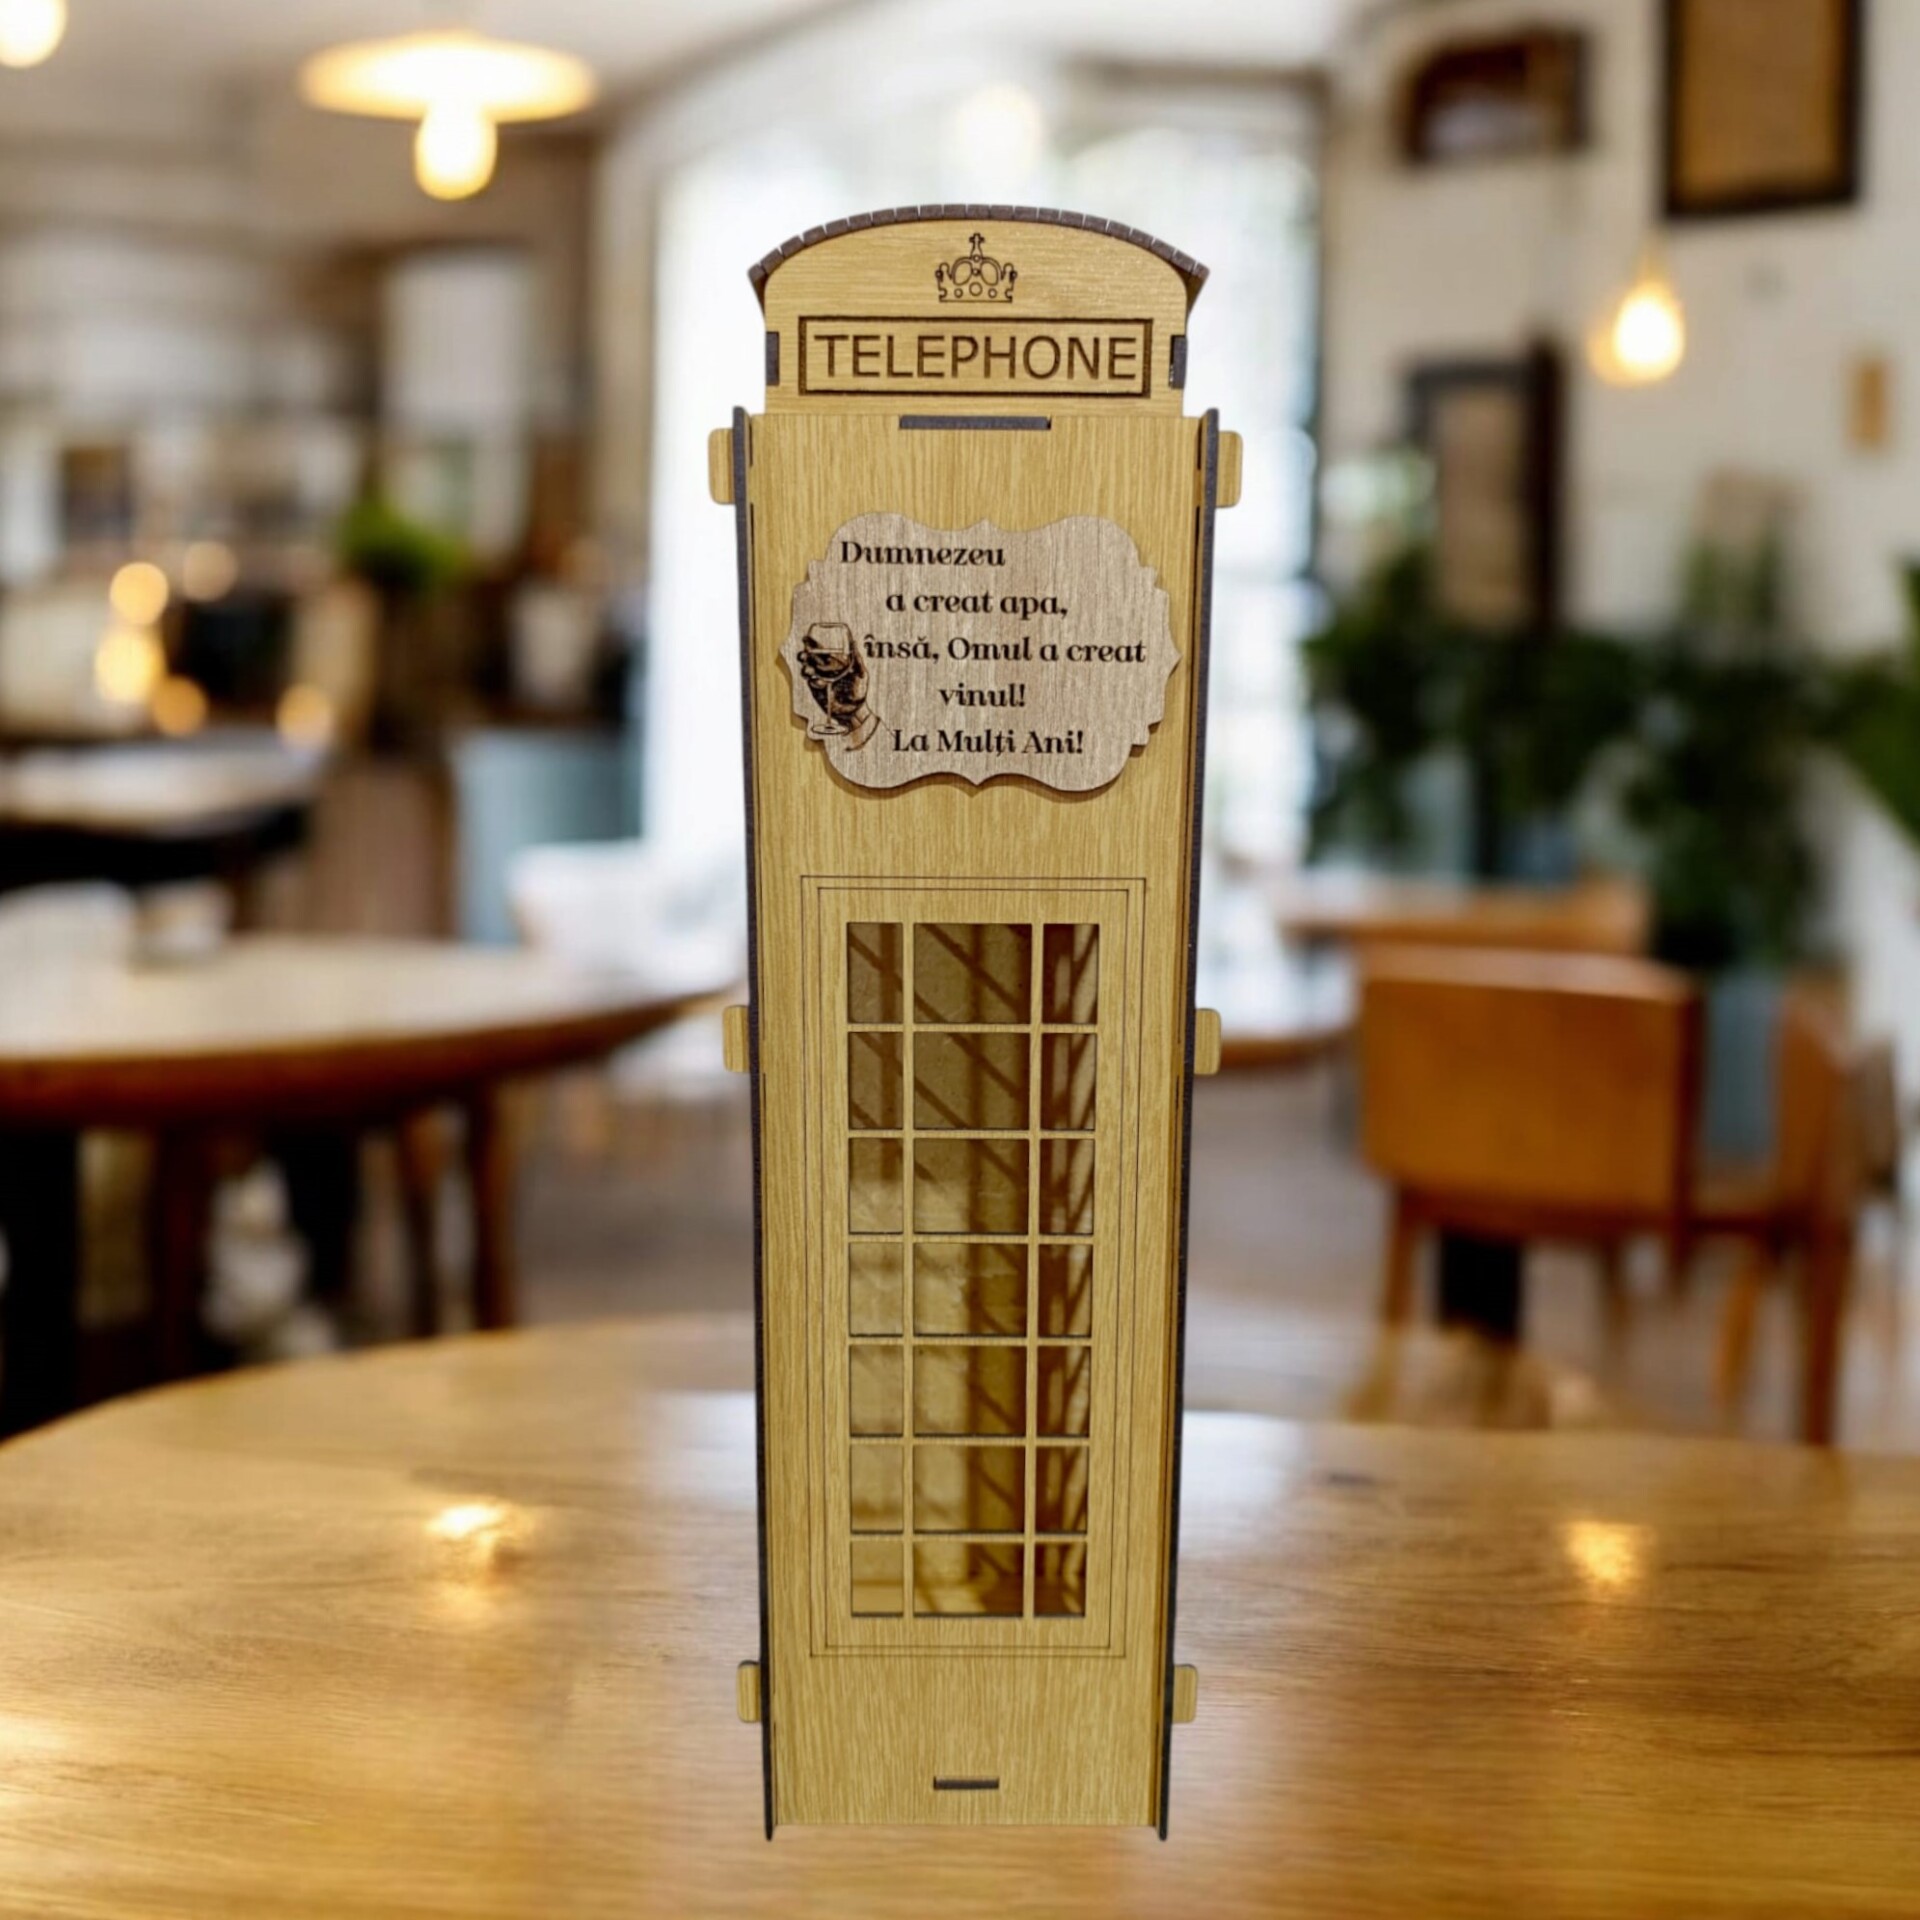 TELEPHONE
Dumnezeu
a creat apa,
însă, Omul a creat
vinul!
La Mulți Ani!